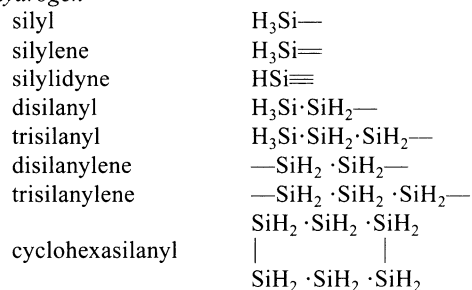 silyl H₃Si—
silylene H₃Si=
silylidyne HSi≡
disilanyl H₃Si·SiH₂—
trisilanyl H₃Si·SiH₂·SiH₂—
disilanylene —SiH₂ ·SiH₂—
trisilanylene —SiH₂ ·SiH₂ ·SiH₂—
SiH₂ ·SiH₂ ·SiH₂
cyclohexasilanyl | |
SiH₂ ·SiH₂ ·SiH₂